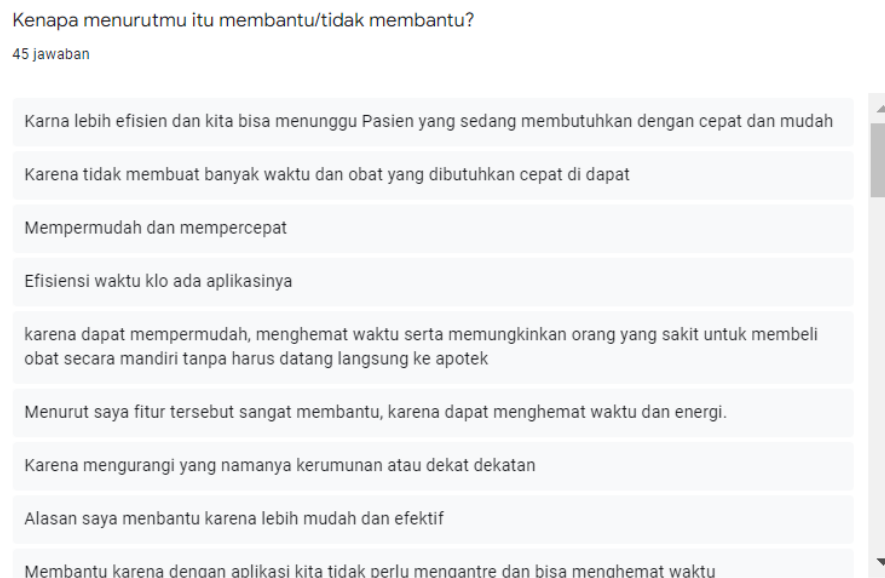 Kenapa menurutmu itu membantu/tidak membantu?
45 jawaban
Karna lebih efisien dan kita bisa menunggu Pasien yang sedang membutuhkan dengan cepat dan mudah
Karena tidak membuat banyak waktu dan obat yang dibutuhkan cepat di dapat
Mempermudah dan mempercepat
Efisiensi waktu klo ada aplikasinya
karena dapat mempermudah, menghemat waktu serta memungkinkan orang yang sakit untuk membeli
obat secara mandiri tanpa harus datang langsung ke apotek
Menurut saya fitur tersebut sangat membantu, karena dapat menghemat waktu dan energi.
Karena mengurangi yang namanya kerumunan atau dekat dekatan
Alasan saya menbantu karena lebih mudah dan efektif
Membantu karena dengan aplikasi kita tidak perlu mengantre dan bisa menghemat waktu